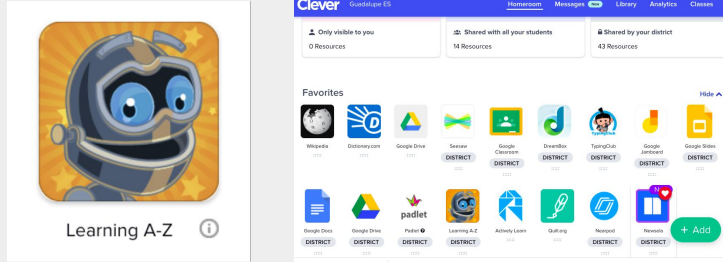 Learning A-Z
Clever Guadalupe ES Homeroom Messages New Library Analytics Classes
Only visible to you
0 Resources
Shared with all your students
14 Resources
Shared by your district
43 Resources
Favorites
Hide
Wikipedia
Dictionary.com
Google Drive
Seesaw
DISTRICT
Google Classroom
DISTRICT
DreamBox
DISTRICT
TypingClub
DISTRICT
Google Jamboard
DISTRICT
Google Slides
DISTRICT
Google Docs
DISTRICT
Google Drive
DISTRICT
padlet
Padlet
DISTRICT
Learning A-Z
DISTRICT
Actively Learn
Quill.org
Nearpod
DISTRICT
N
Newsela
DISTRICT
+ Add